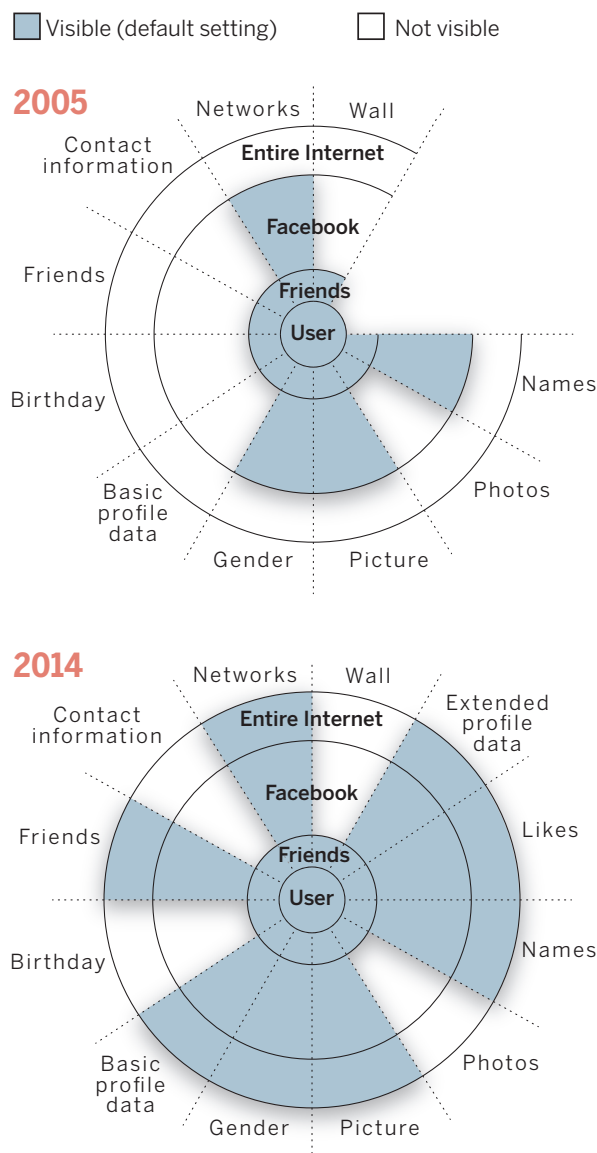 Visible (default setting)
Not visible
2005
Networks
Wall
Contact
information
Entire Internet
Facebook
Friends
Friends
User
Birthday
Names
Basic
profile
data
Photos
Gender
Picture
2014
Networks
Wall
Contact
information
Entire Internet
Extended
profile
data
Facebook
Friends
Likes
Friends
User
Birthday
Names
Basic
profile
data
Photos
Gender
Picture